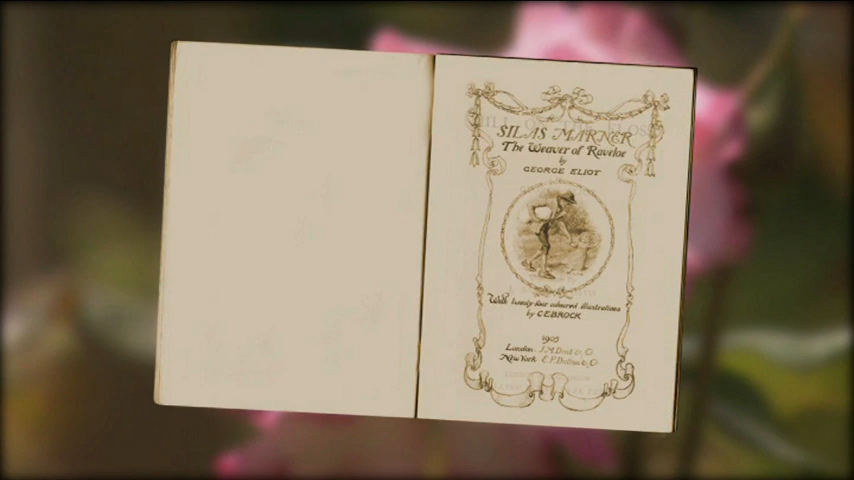 SILAS MARNER
The Weaver of Raveloe
by
GEORGE ELIOT
With twenty-four coloured illustrations
by C.E.BROCK
1905
London J.M.Dent & Co
New York E.P.Dutton & Co